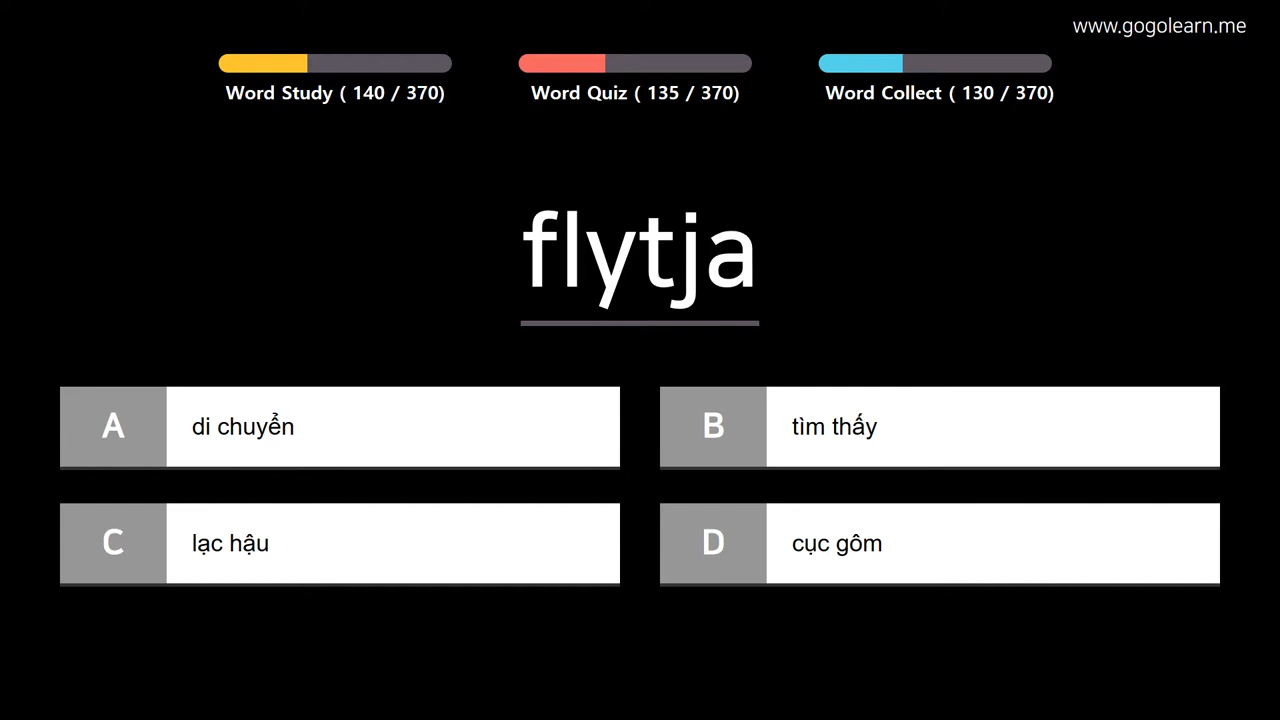 www.gogolearn.me
Word Study ( 140 / 370)
Word Quiz ( 135 / 370)
Word Collect ( 130 / 370)
flytja
A di chuyển
B tìm thấy
C lạc hậu
D cục gôm